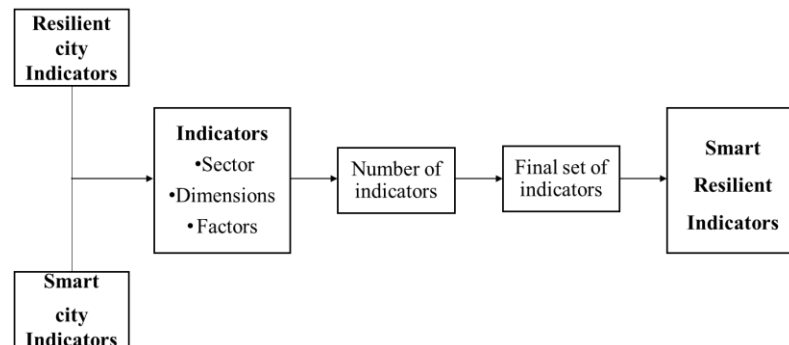 Resilient
city
Indicators
Indicators
•Sector
•Dimensions
•Factors
Number of
indicators
Final set of
indicators
Smart
Resilient
Indicators
Smart
city
Indicators